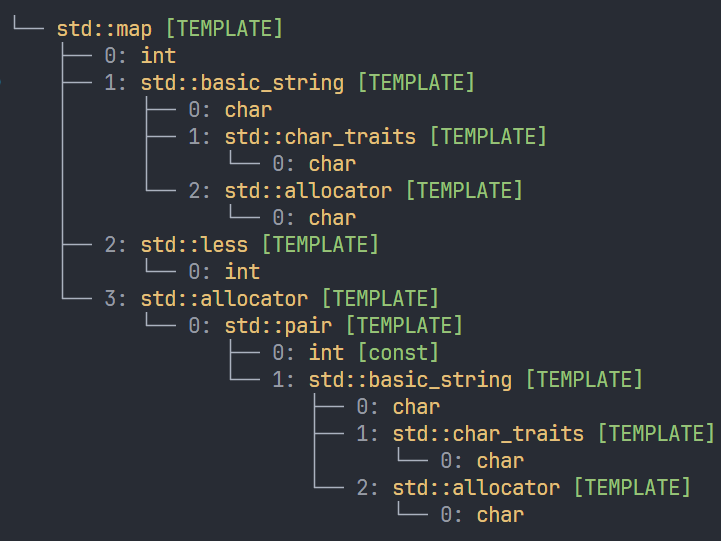 └── std::map [TEMPLATE]
    ├── 0: int
    ├── 1: std::basic_string [TEMPLATE]
    │   ├── 0: char
    │   ├── 1: std::char_traits [TEMPLATE]
    │   │   └── 0: char
    │   └── 2: std::allocator [TEMPLATE]
    │       └── 0: char
    ├── 2: std::less [TEMPLATE]
    │   └── 0: int
    └── 3: std::allocator [TEMPLATE]
        └── 0: std::pair [TEMPLATE]
            ├── 0: int [const]
            └── 1: std::basic_string [TEMPLATE]
                ├── 0: char
                ├── 1: std::char_traits [TEMPLATE]
                │   └── 0: char
                └── 2: std::allocator [TEMPLATE]
                    └── 0: char